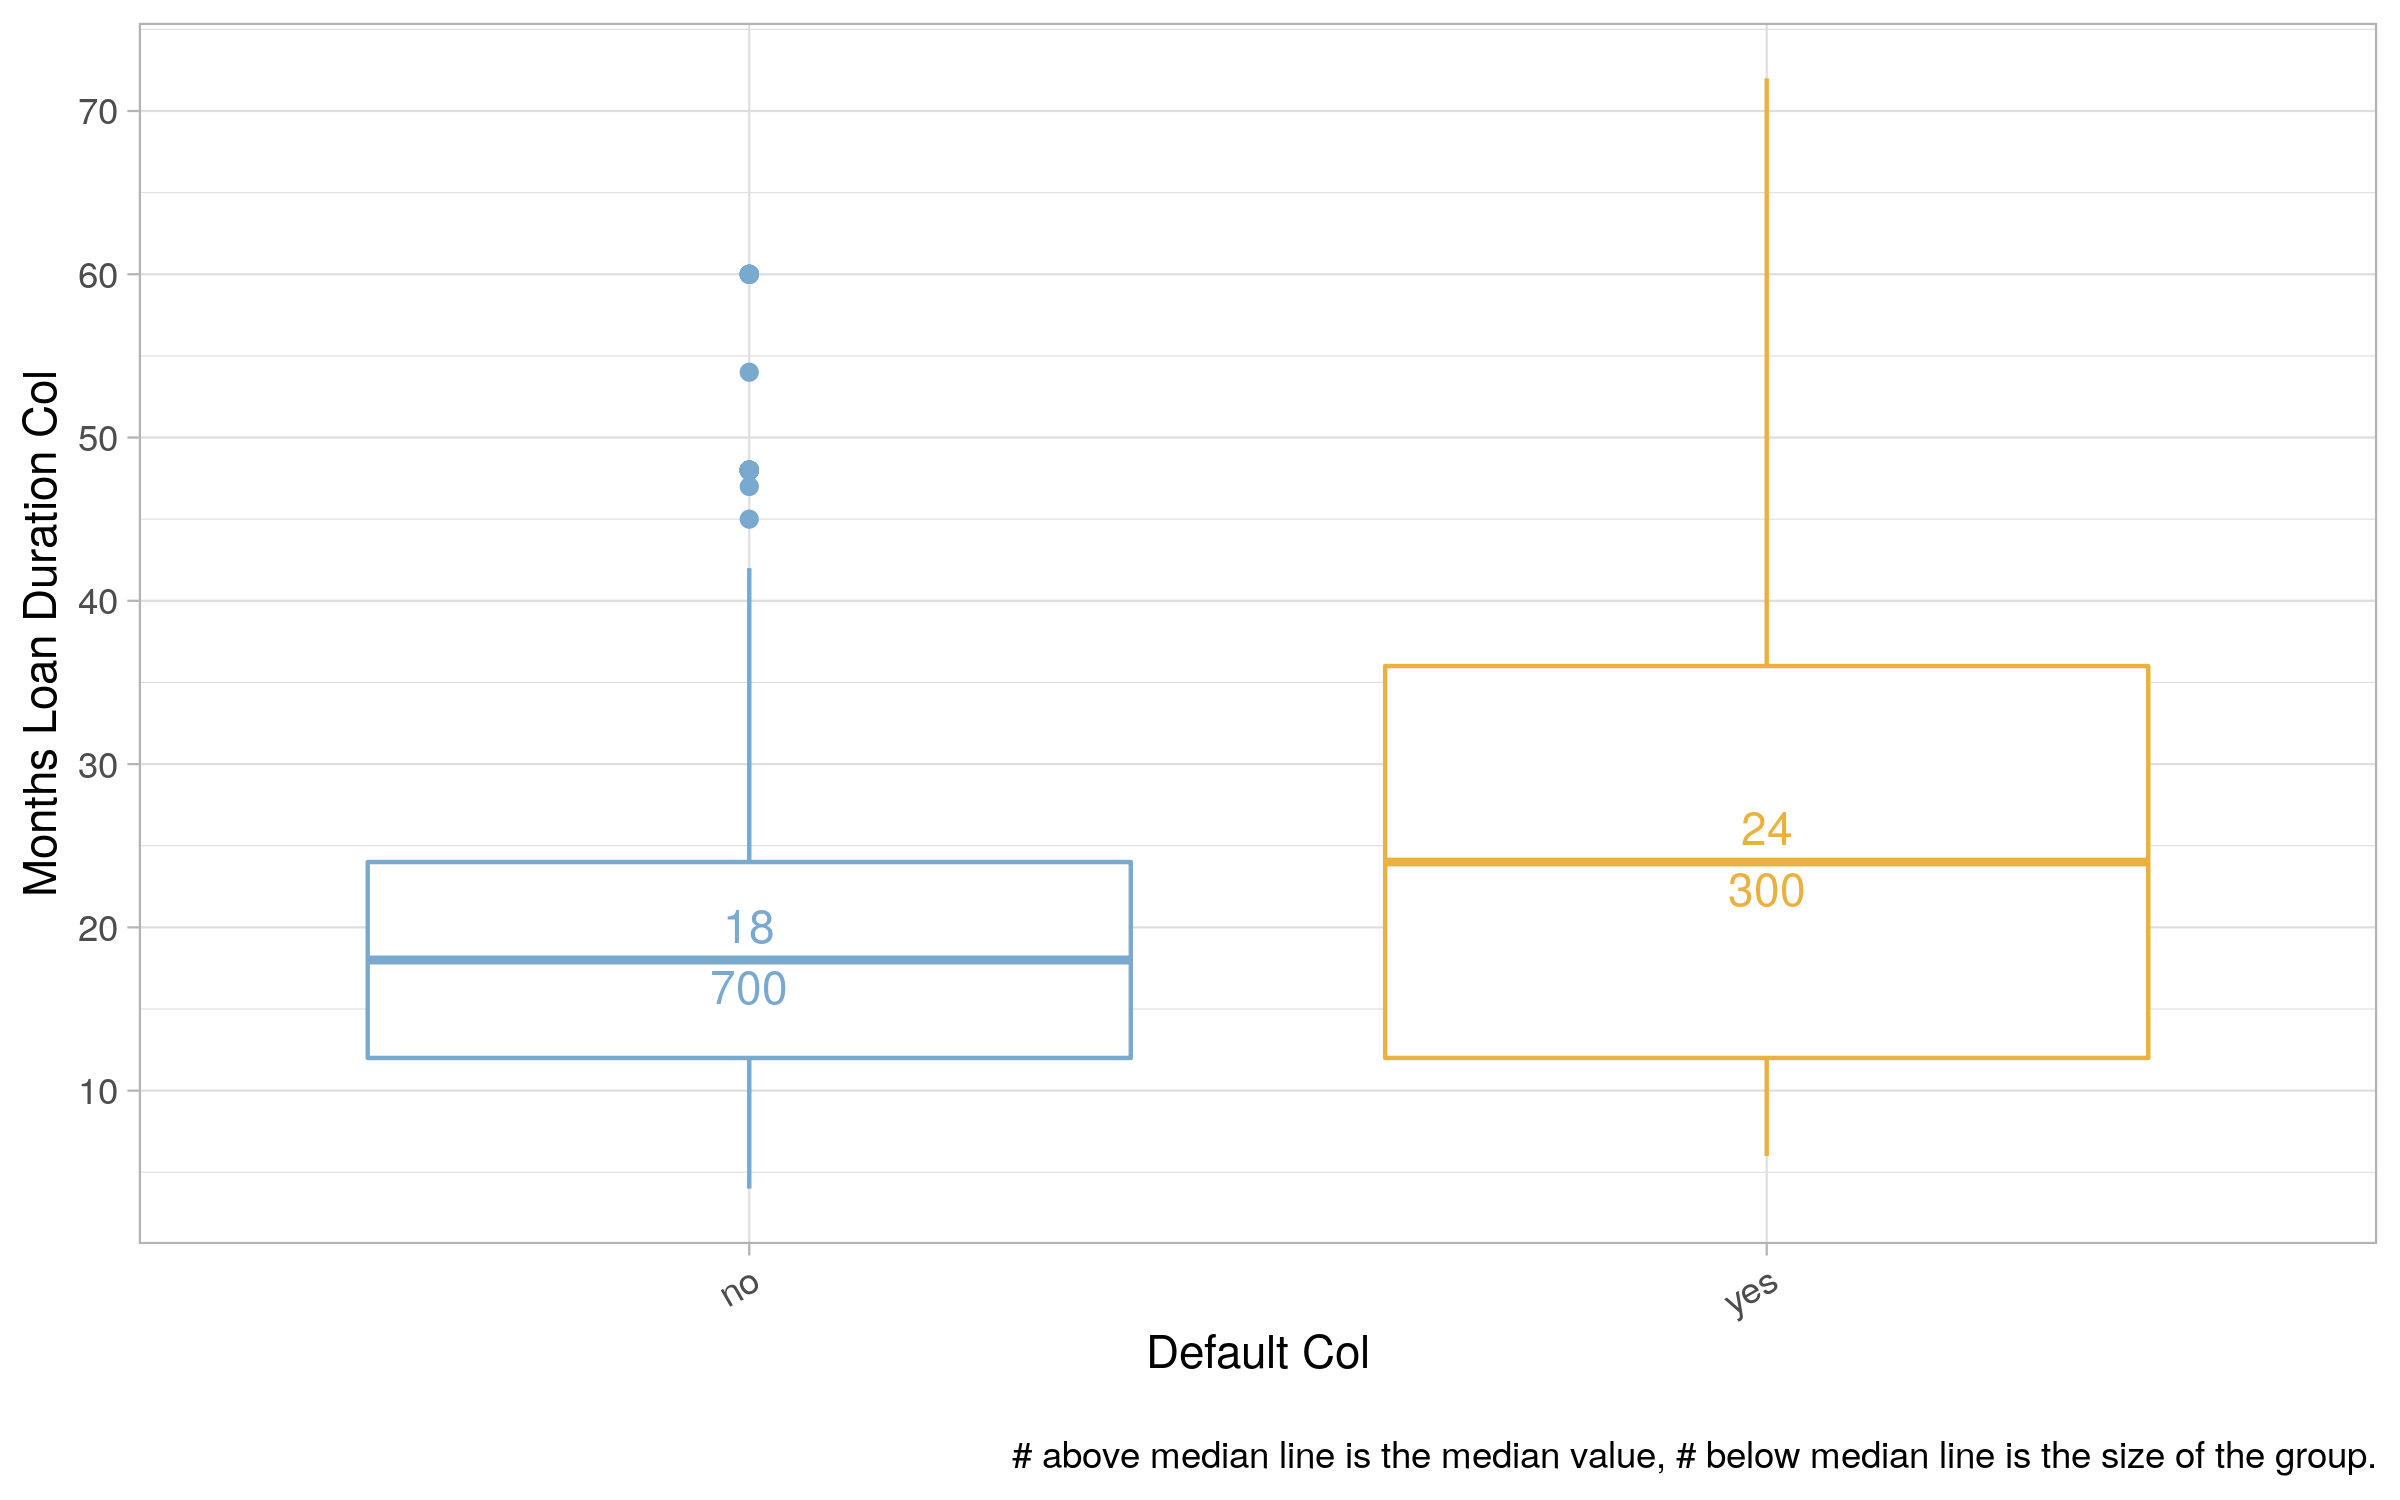 Months Loan Duration Col
70
60
50
40
30
20
10
18
700
24
300
no
yes
Default Col
# above median line is the median value, # below median line is the size of the group.